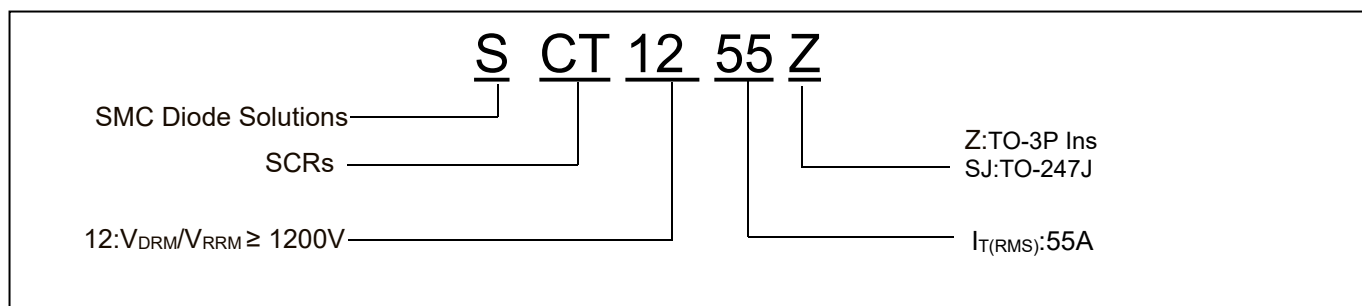 S CT 12 55 Z
SMC Diode Solutions
SCRs
12:VDRM/VRRM ≥ 1200V
Z:TO-3P Ins
SJ:TO-247J
IT(RMS):55A